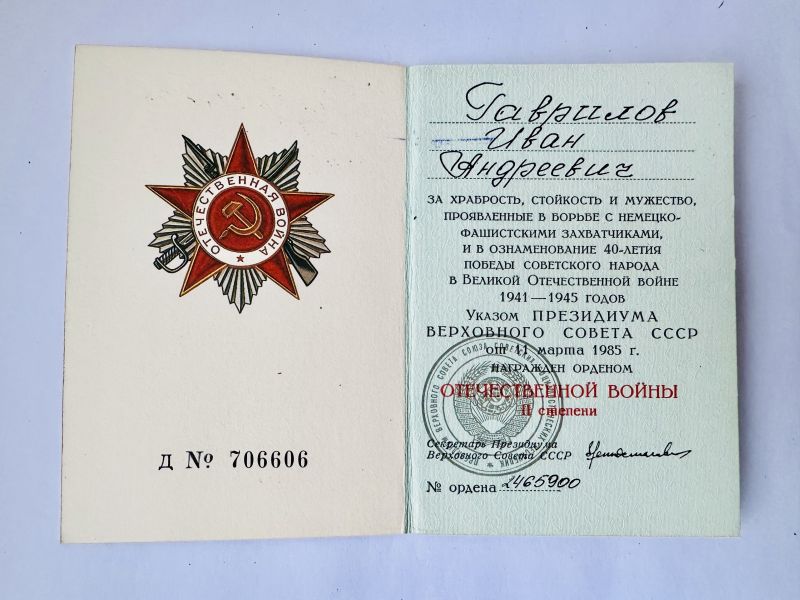 ОТЕЧЕСТВЕННАЯ ВОЙНА
Д № 706606
Гаврилов
Иван
Андреевич
ЗА ХРАБРОСТЬ, СТОЙКОСТЬ И МУЖЕСТВО,
ПРОЯВЛЕННЫЕ В БОРЬБЕ С НЕМЕЦКО-
ФАШИСТСКИМИ ЗАХВАТЧИКАМИ,
И В ОЗНАМЕНОВАНИЕ 40-ЛЕТИЯ
ПОБЕДЫ СОВЕТСКОГО НАРОДА
В ВЕЛИКОЙ ОТЕЧЕСТВЕННОЙ ВОЙНЕ
1941—1945 ГОДОВ
УКАЗОМ ПРЕЗИДИУМА
ВЕРХОВНОГО СОВЕТА СССР
от 11 марта 1985 г.
НАГРАЖДЕН ОРДЕНОМ
ОТЕЧЕСТВЕННОЙ ВОЙНЫ
II степени
Секретарь Президиума
Верховного Совета СССР
№ ордена 2465900